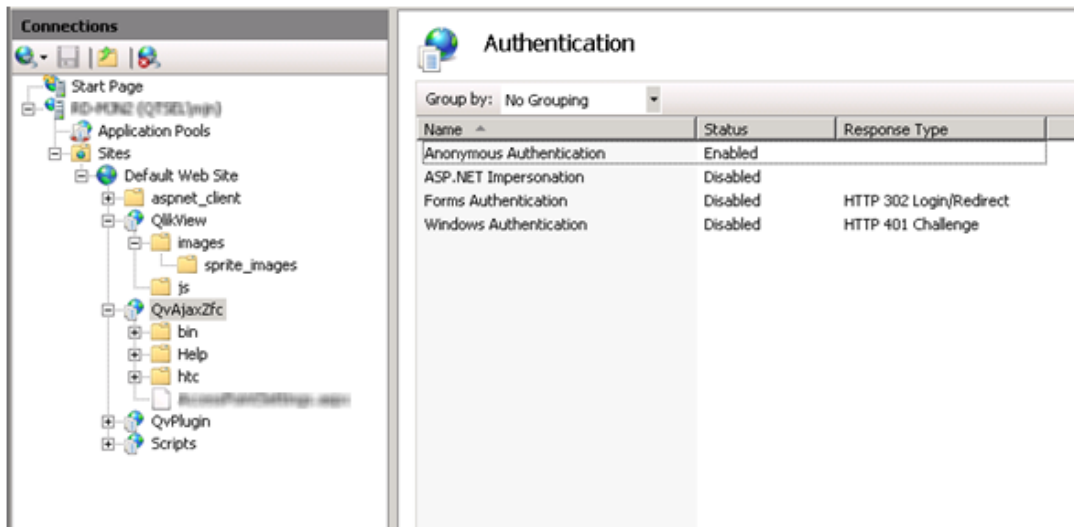 Connections
Start Page
Application Pools
Sites
Default Web Site
aspnet_client
QlikView
images
sprite_images
js
QvAjaxZfc
bin
Help
htc
QvPlugin
Scripts
Authentication
Group by: No Grouping
Name Status Response Type
Anonymous Authentication Enabled
ASP.NET Impersonation Disabled
Forms Authentication Disabled HTTP 302 Login/Redirect
Windows Authentication Disabled HTTP 401 Challenge